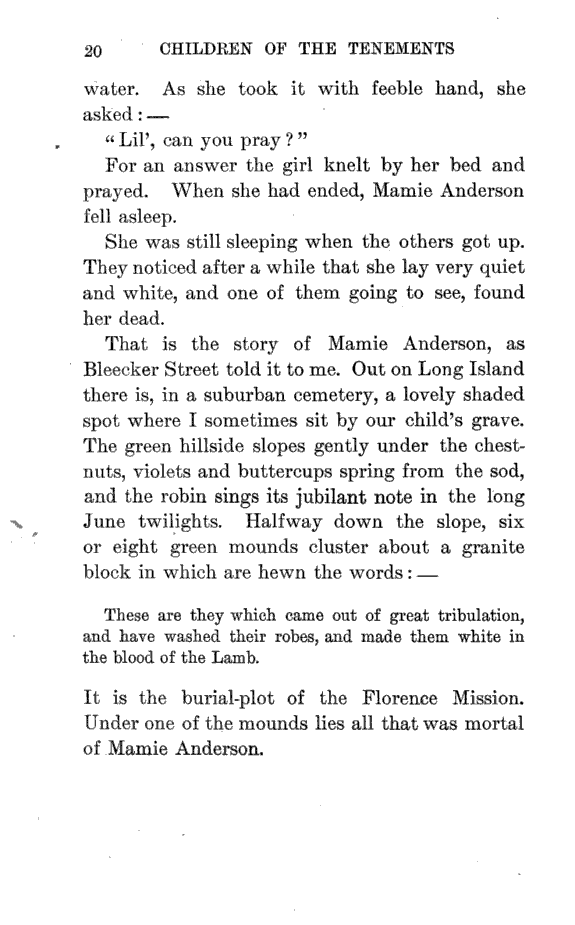 20 CHILDREN OF THE TENEMENTS
water. As she took it with feeble hand, she
asked : —
“ Lil’, can you pray ? ”
For an answer the girl knelt by her bed and
prayed. When she had ended, Mamie Anderson
fell asleep.
She was still sleeping when the others got up.
They noticed after a while that she lay very quiet
and white, and one of them going to see, found
her dead.
That is the story of Mamie Anderson, as
Bleecker Street told it to me. Out on Long Island
there is, in a suburban cemetery, a lovely shaded
spot where I sometimes sit by our child’s grave.
The green hillside slopes gently under the chest-
nuts, violets and buttercups spring from the sod,
and the robin sings its jubilant note in the long
June twilights. Halfway down the slope, six
or eight green mounds cluster about a granite
block in which are hewn the words : —
These are they which came out of great tribulation,
and have washed their robes, and made them white in
the blood of the Lamb.
It is the burial-plot of the Florence Mission.
Under one of the mounds lies all that was mortal
of Mamie Anderson.